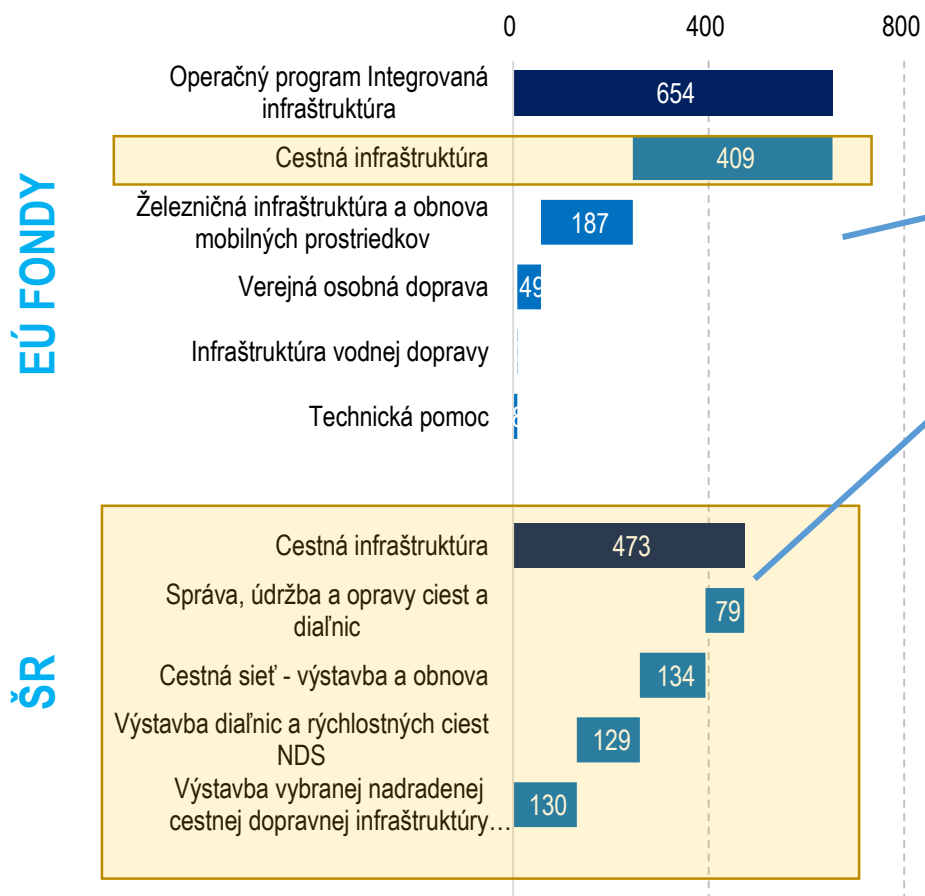 0 400 800
Operačný program Integrovaná
infraštruktúra
654
Cestná infraštruktúra
409
Železničná infraštruktúra a obnova
mobilných prostriedkov
187
Verejná osobná doprava
49
Infraštruktúra vodnej dopravy
Technická pomoc
8
EÚ FONDY
Cestná infraštruktúra
473
Správa, údržba a opravy ciest a
diaľnic
79
Cestná sieť - výstavba a obnova
134
Výstavba diaľnic a rýchlostných ciest
NDS
129
Výstavba vybranej nadradenej
cestnej dopravnej infraštruktúry…
130
ŠR